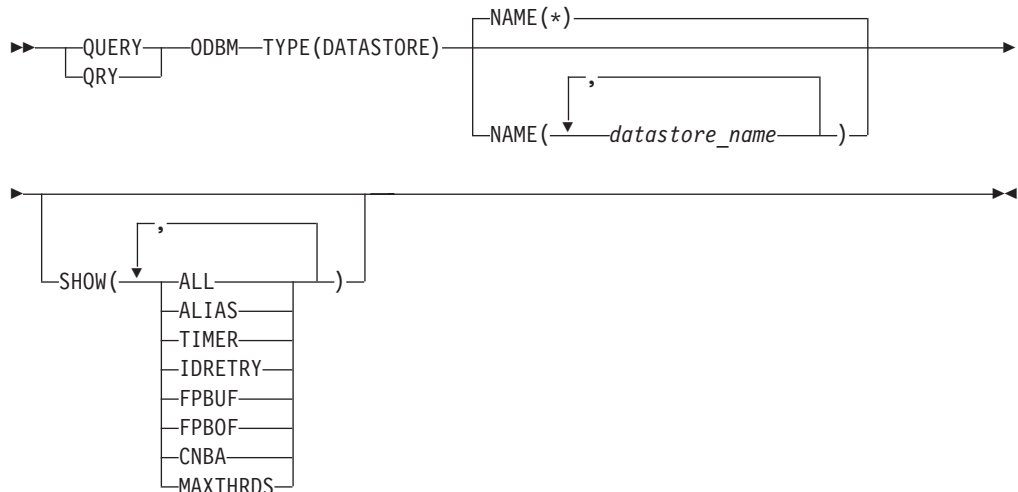 NAME(*)
QUERY ODBM TYPE(DATASTORE)
QRY
,
NAME( datastore_name )
,
SHOW( ALL )
ALIAS
TIMER
IDRETRY
FPBUF
FPBOF
CNBA
MAXTHRDS